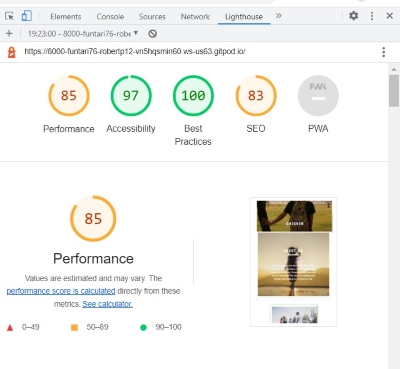 Elements Console Sources Network Lighthouse »
19:23:00 - 8000-funtari76-robe
https://8000-funtari76-robertp12-vn5hqsmin60.ws-us63.gitpod.io/
85 97 100 83 PWA
Performance Accessibility Best Practices SEO PWA
85
Performance
Values are estimated and may vary. The
performance score is calculated directly from these
metrics. See calculator.
0–49 50–89 90–100